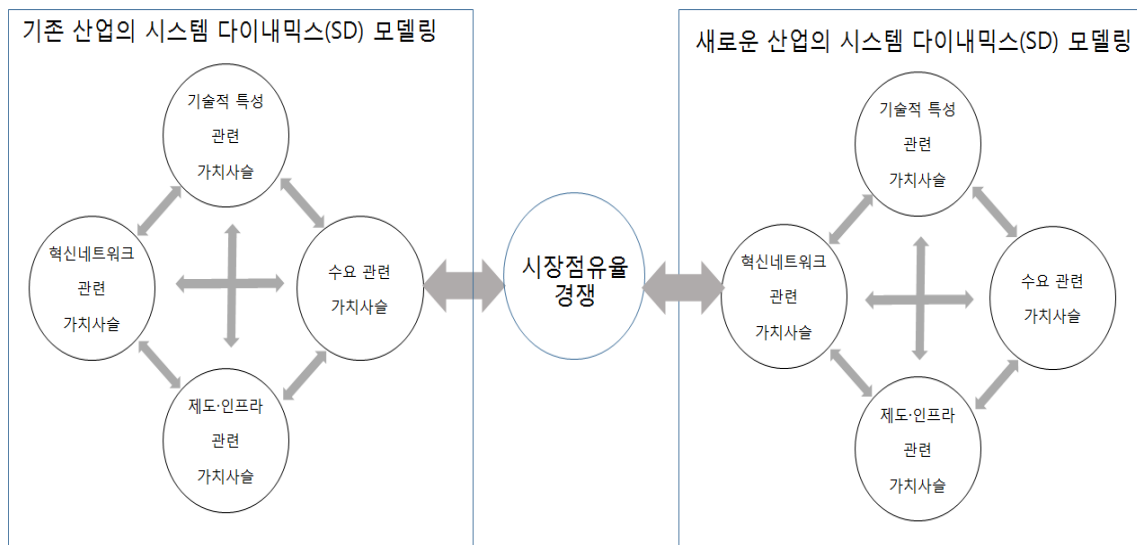 기존 산업의 시스템 다이내믹스(SD) 모델링
기술적 특성
관련
가치사슬
혁신네트워크
관련
가치사슬
수요 관련
가치사슬
제도·인프라
관련
가치사슬
시장점유율
경쟁
새로운 산업의 시스템 다이내믹스(SD) 모델링
기술적 특성
관련
가치사슬
혁신네트워크
관련
가치사슬
수요 관련
가치사슬
제도·인프라
관련
가치사슬